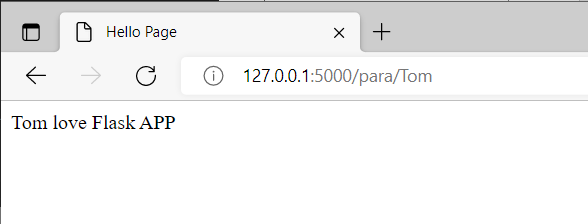 Hello Page
127.0.0.1:5000/para/Tom
Tom love Flask APP